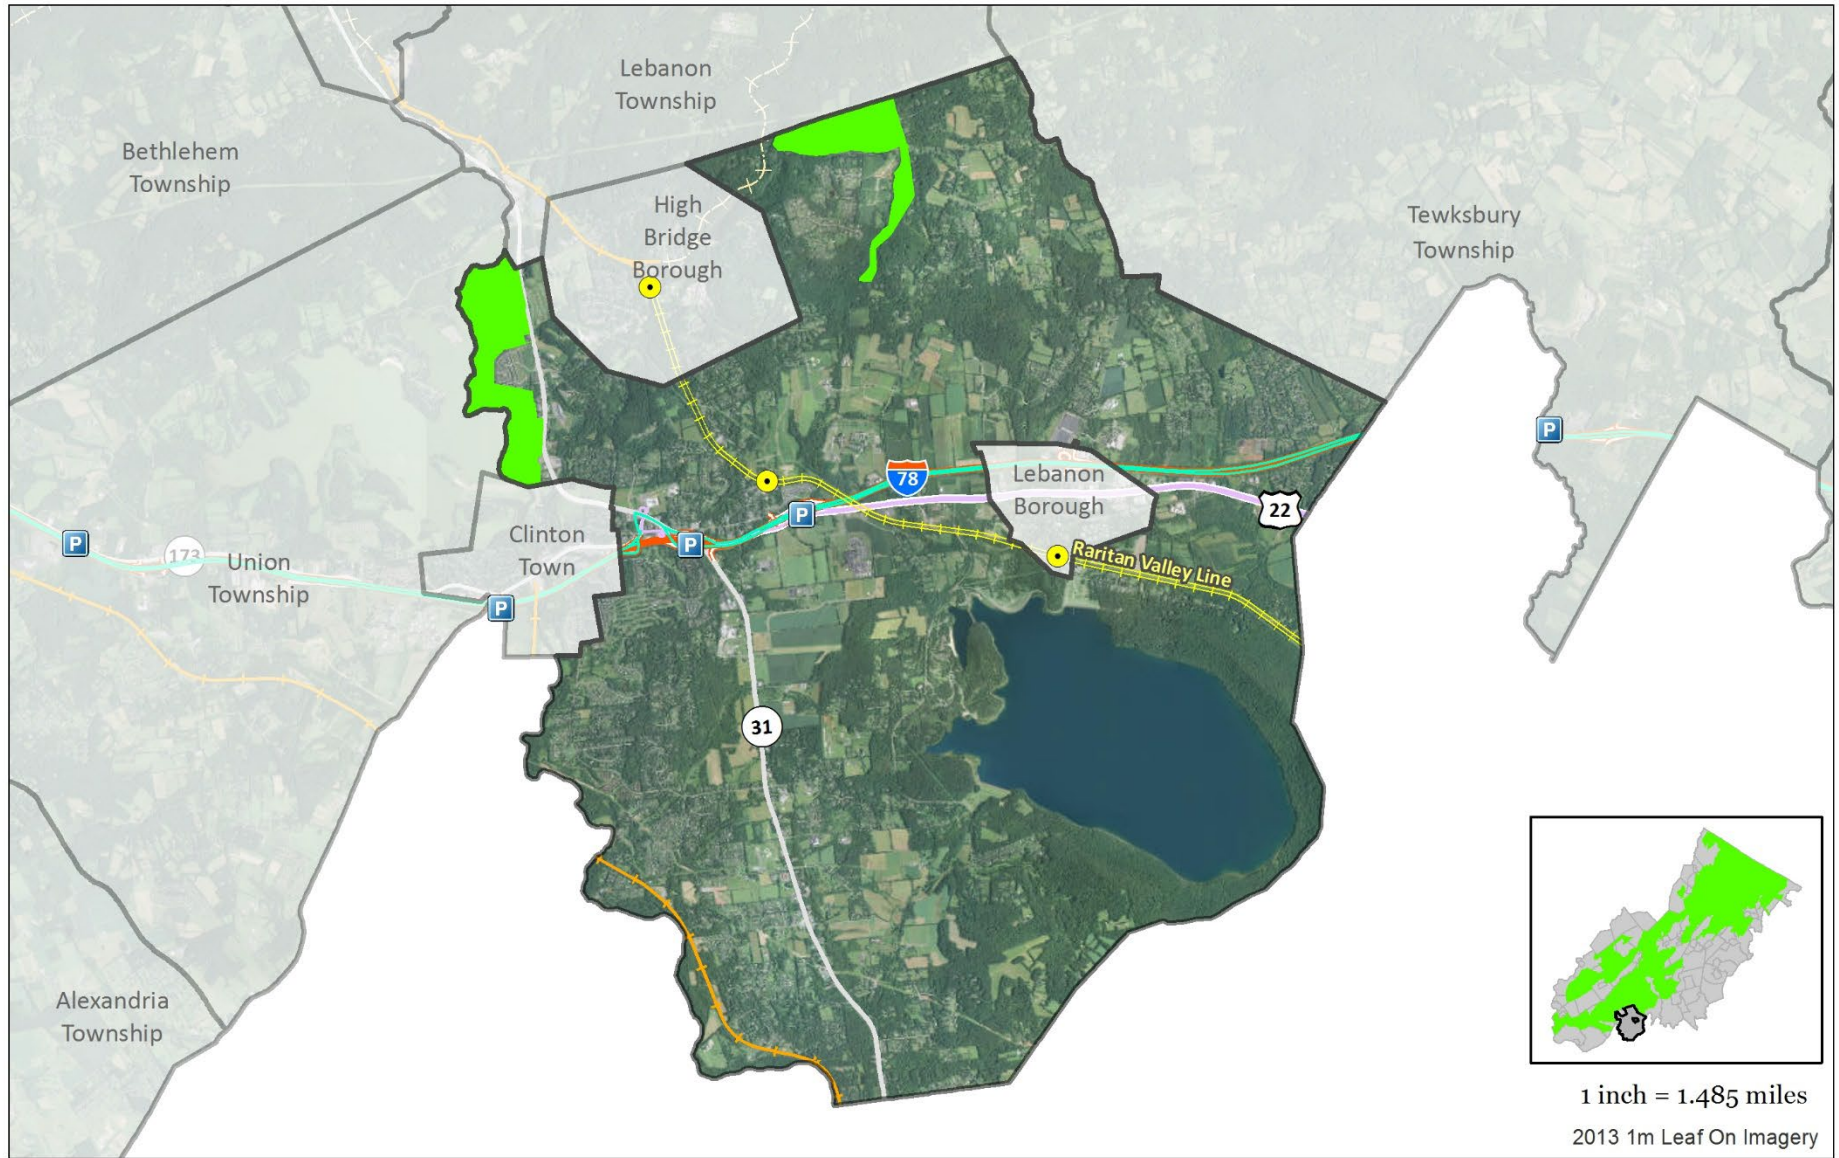 Lebanon
Township
Bethlehem
Township
High
Bridge
Borough
Tewksbury
Township
78
Lebanon
Borough
22
P
P
P
P
P
173
Union
Township
Clinton
Town
Raritan Valley Line
31
Alexandria
Township
1 inch = 1.485 miles
2013 1m Leaf On Imagery